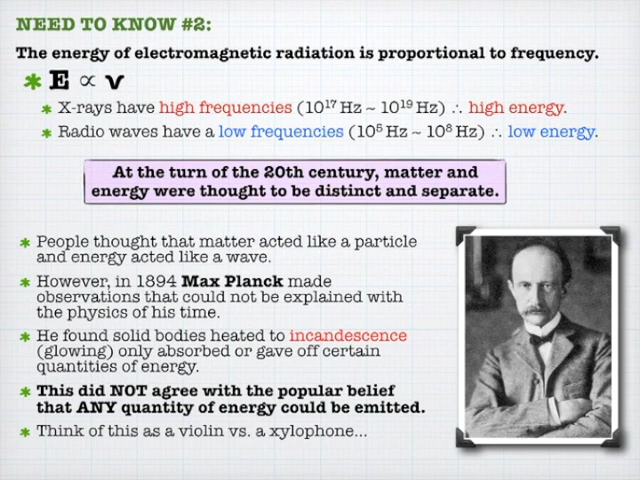 NEED TO KNOW #2:
The energy of electromagnetic radiation is proportional to frequency.
* E ∝ ν
* X-rays have high frequencies (10¹⁷ Hz ~ 10¹⁹ Hz) ∴ high energy.
* Radio waves have a low frequencies (10⁵ Hz ~ 10⁸ Hz) ∴ low energy.
At the turn of the 20th century, matter and
energy were thought to be distinct and separate.
* People thought that matter acted like a particle
and energy acted like a wave.
* However, in 1894 Max Planck made
observations that could not be explained with
the physics of his time.
* He found solid bodies heated to incandescence
(glowing) only absorbed or gave off certain
quantities of energy.
* This did NOT agree with the popular belief
that ANY quantity of energy could be emitted.
* Think of this as a violin vs. a xylophone...